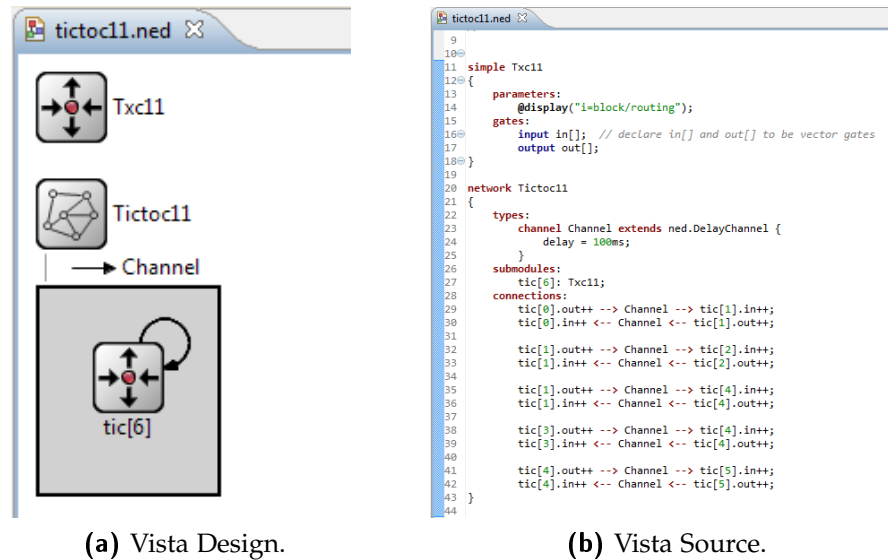 tictoc11.ned
Txc11
Tictoc11
Channel
tic[6]
(a) Vista Design.
tictoc11.ned
9
10
11 simple Txc11
12 {
13 parameters:
14 @display("i=block/routing");
15 gates:
16 input in[]; // declare in[] and out[] to be vector gates
17 output out[];
18 }
19
20 network Tictoc11
21 {
22 types:
23 channel Channel extends ned.DelayChannel {
24 delay = 100ms;
25 }
26 submodules:
27 tic[6]: Txc11;
28 connections:
29 tic[0].out++ --> Channel --> tic[1].in++;
30 tic[0].in++ <-- Channel <-- tic[1].out++;
31
32 tic[1].out++ --> Channel --> tic[2].in++;
33 tic[1].in++ <-- Channel <-- tic[2].out++;
34
35 tic[1].out++ --> Channel --> tic[4].in++;
36 tic[1].in++ <-- Channel <-- tic[4].out++;
37
38 tic[3].out++ --> Channel --> tic[4].in++;
39 tic[3].in++ <-- Channel <-- tic[4].out++;
40
41 tic[4].out++ --> Channel --> tic[5].in++;
42 tic[4].in++ <-- Channel <-- tic[5].out++;
43 }
44
(b) Vista Source.